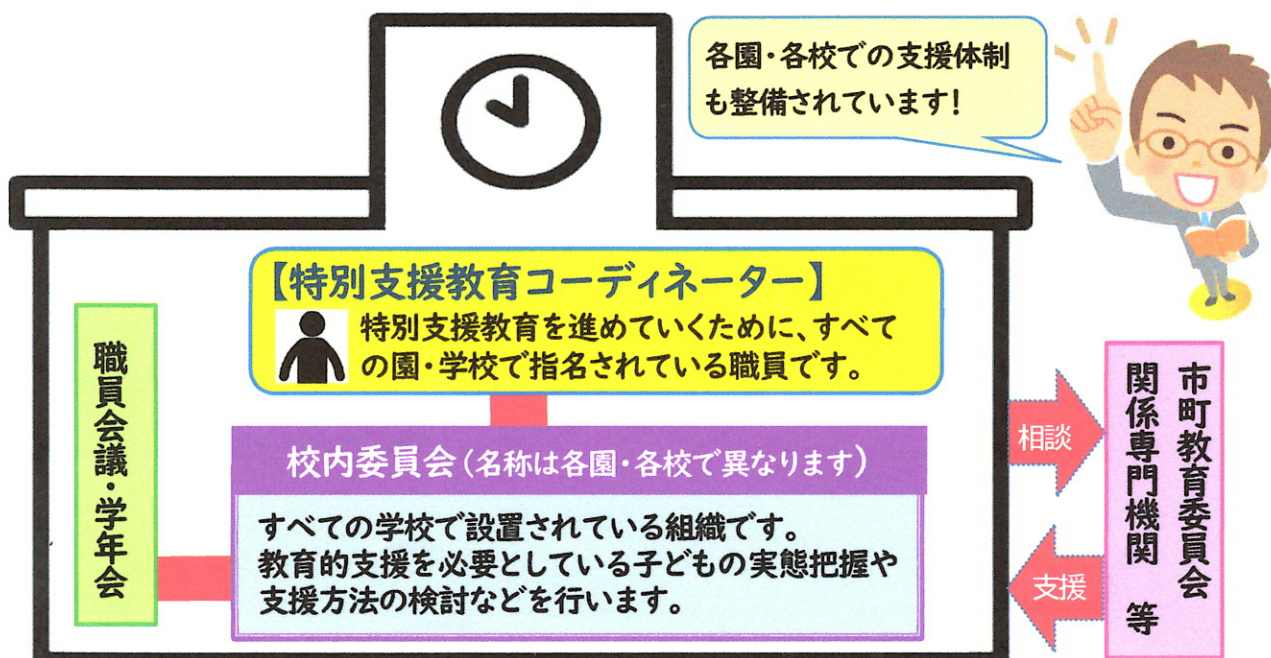 各園・各校での支援体制
も整備されています!
【特別支援教育コーディネーター】
特別支援教育を進めていくために、すべて
の園・学校で指名されている職員です。
職員会議・学年会
校内委員会(名称は各園・各校で異なります)
すべての学校で設置されている組織です。
教育的支援を必要としている子どもの実態把握や
支援方法の検討などを行います。
相談
支援
市町教育委員会
関係専門機関 等